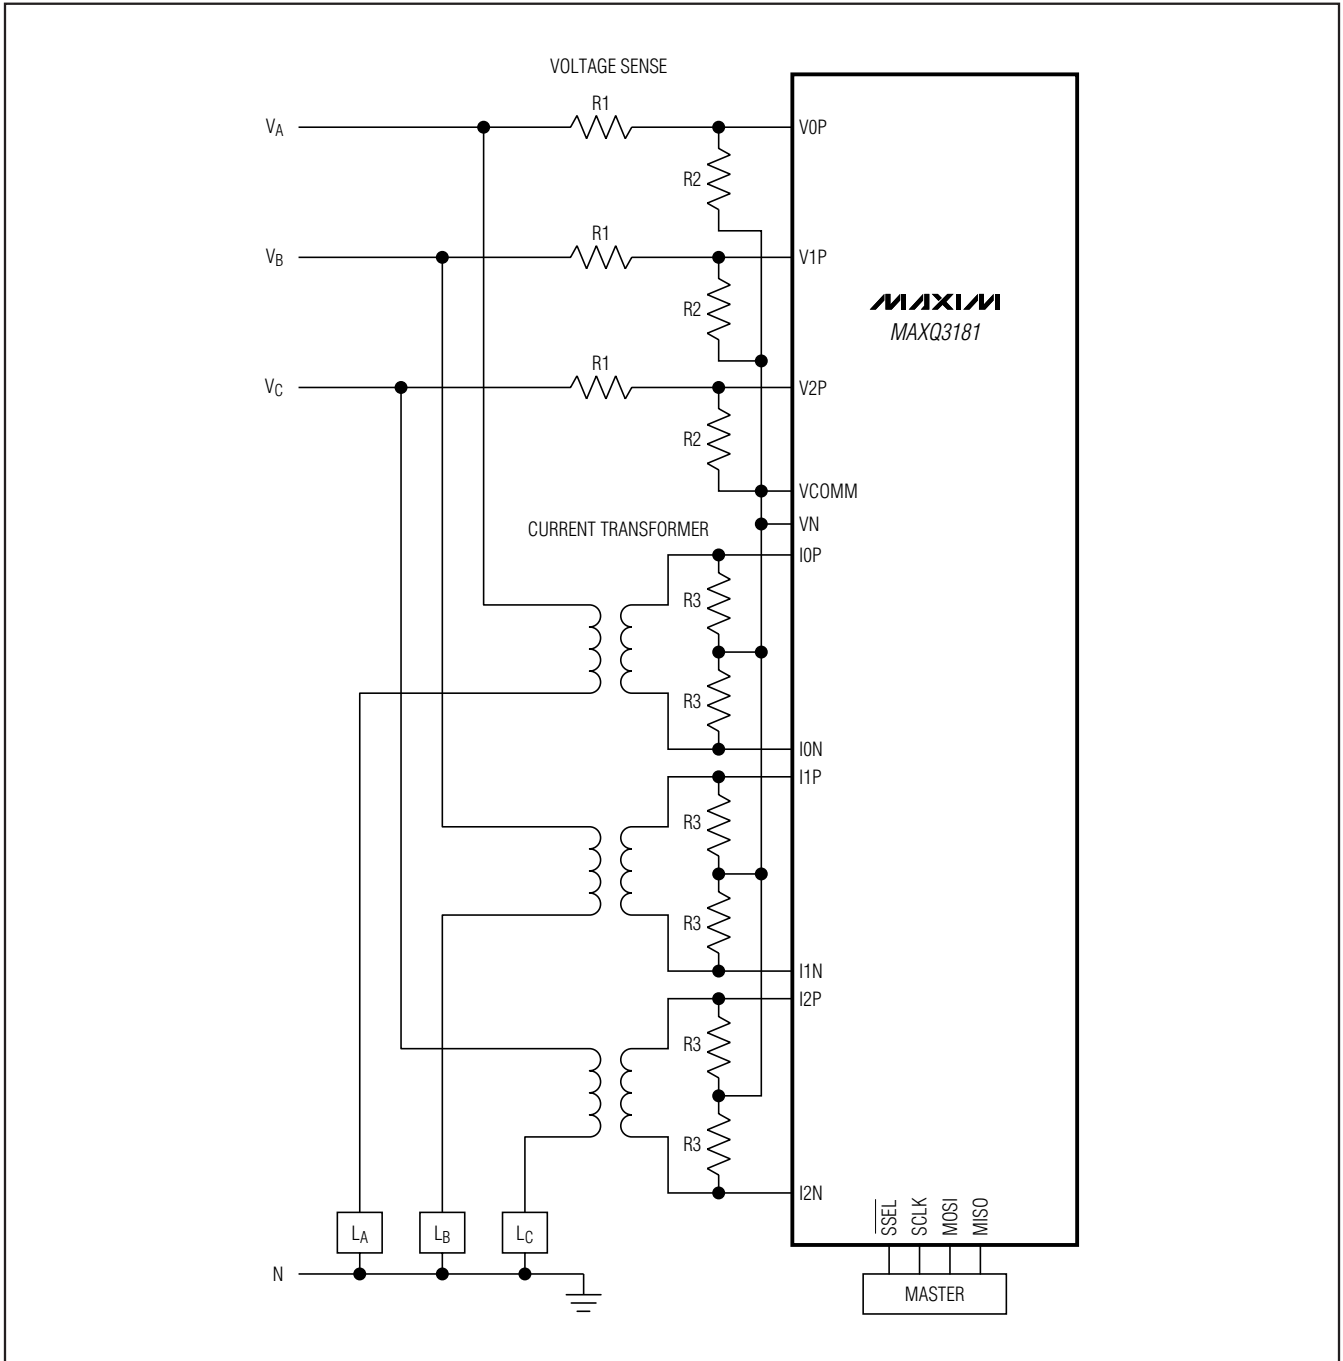 VOLTAGE SENSE
R1
VA
V0P
R2
R1
VB
V1P
MAXIM
R2
MAXQ3181
R1
VC
V2P
R2
VCOMM
VN
CURRENT TRANSFORMER
I0P
R3
R3
I0N
I1P
R3
R3
I1N
I2P
R3
R3
I2N
SSEL
SCLK
MOSI
MISO
LA
LB
LC
N
MASTER